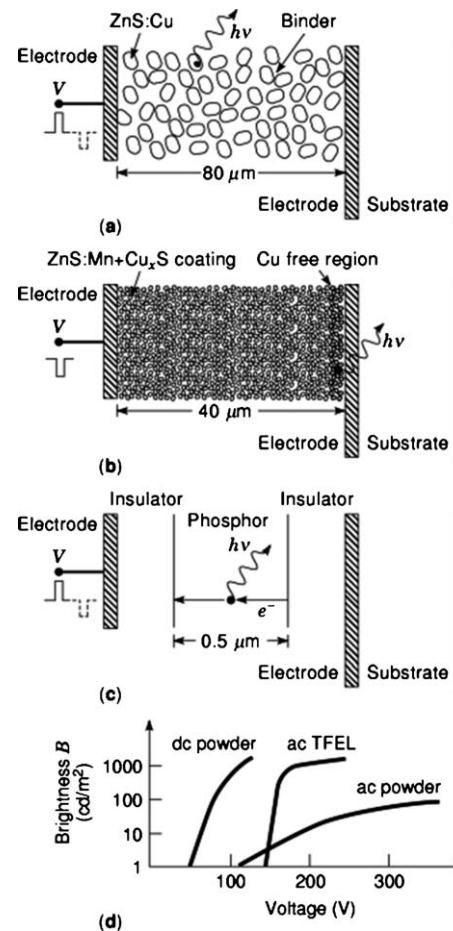 ZnS:Cu
hν
Binder
Electrode
V
80 μm
Electrode Substrate
(a)
ZnS:Mn+CuxS coating
Cu free region
Electrode
V
hν
40 μm
Electrode Substrate
(b)
Insulator
Insulator
Electrode
Phosphor
V
hν
e⁻
0.5 μm
Electrode Substrate
(c)
dc powder
ac TFEL
ac powder
Brightness B
(cd/m²)
1000
100
10
1
100
200
300
Voltage (V)
(d)